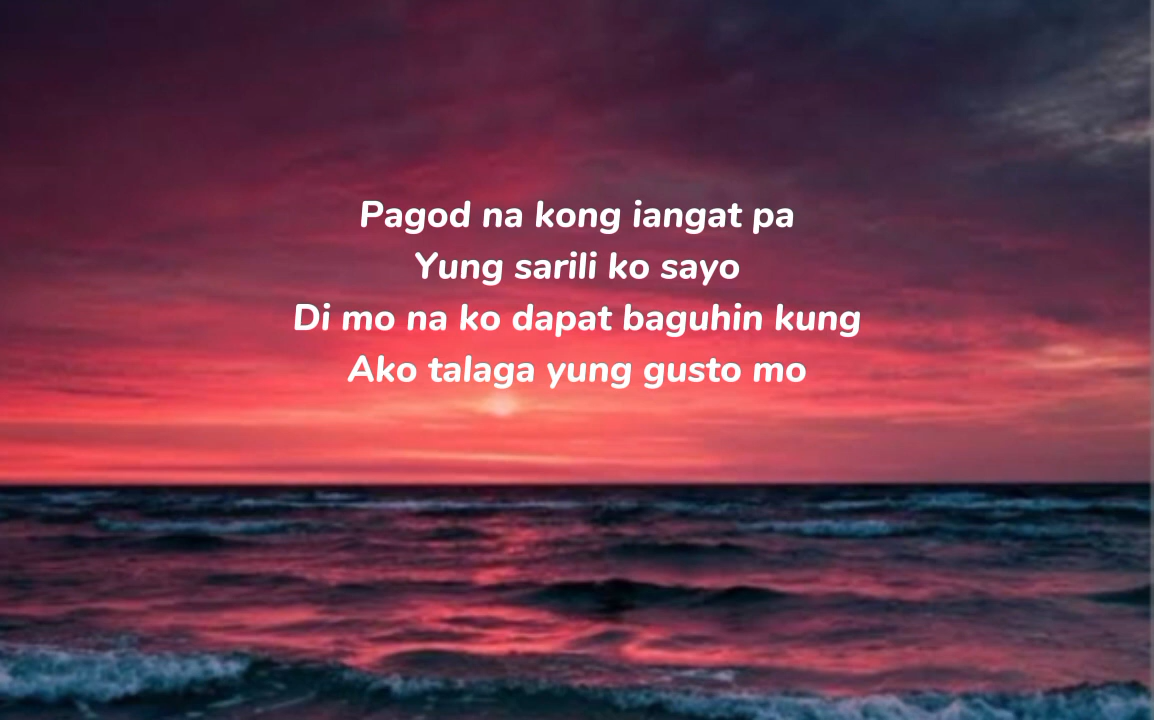 Pagod na kong iangat pa
Yung sarili ko sayo
Di mo na ko dapat baguhin kung
Ako talaga yung gusto mo